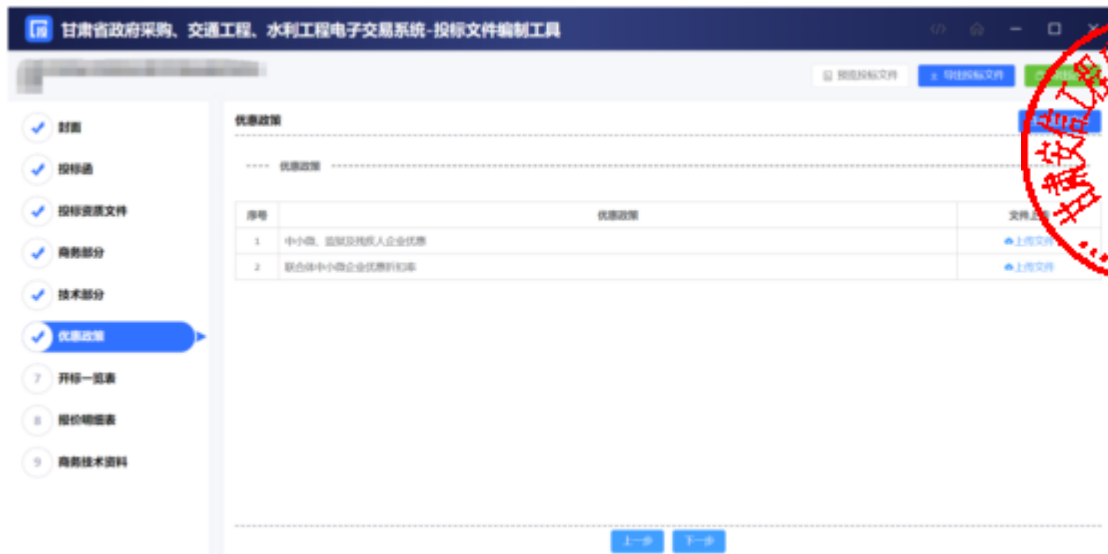 甘肃省政府采购、交通工程、水利工程电子交易系统-投标文件编制工具
预览投标文件
导出投标文件
封面
投标函
投标资质文件
商务部分
技术部分
优惠政策
7 开标一览表
8 报价明细表
9 商务技术资料
优惠政策
优惠政策
序号 优惠政策 文件上
1 中小微、监狱及残疾人企业优惠 上传文件
2 联合体中小微企业优惠折扣率 上传文件
上一步 下一步
甘肃安信工